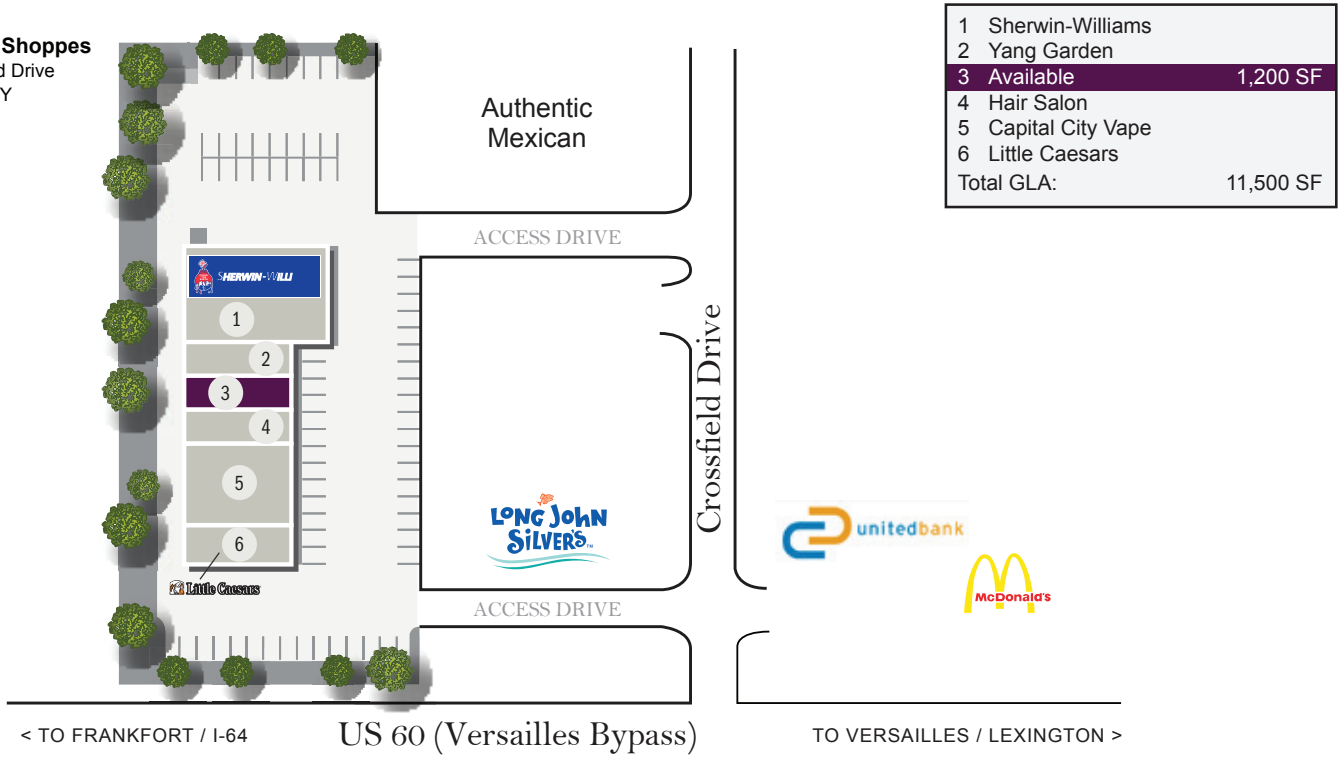 Shoppes
d Drive
Y
1 Sherwin-Williams
2 Yang Garden
3 Available 1,200 SF
4 Hair Salon
5 Capital City Vape
6 Little Caesars
Total GLA: 11,500 SF
Authentic
Mexican
ACCESS DRIVE
SHERWIN-WILLI
1
2
3
4
5
6
Little Caesars
LONG JOHN
SILVER'S
Crossfield Drive
unitedbank
McDonald's
ACCESS DRIVE
< TO FRANKFORT / I-64
US 60 (Versailles Bypass)
TO VERSAILLES / LEXINGTON >